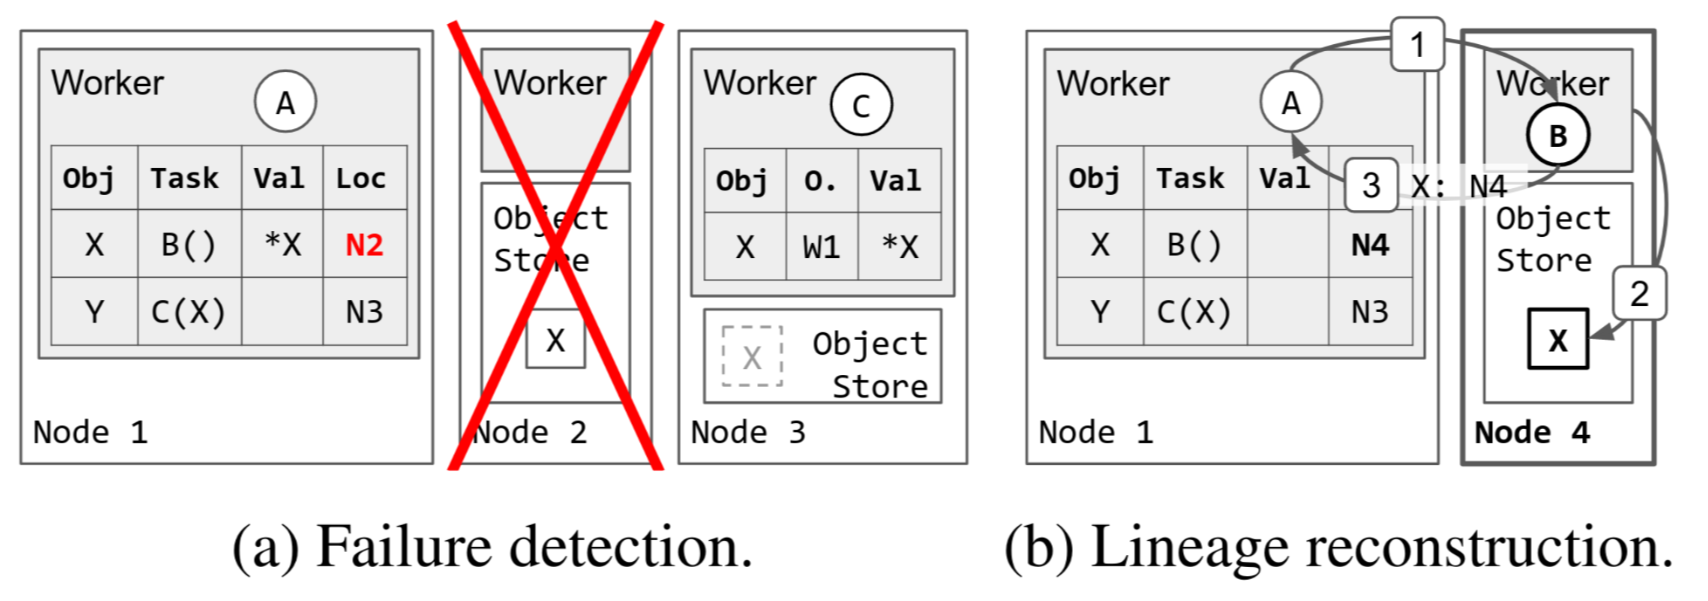 Worker A
Obj Task Val Loc
X B() *X N2
Y C(X) N3
Node 1
Worker
Object
Store
X
Node 2
Worker C
Obj O. Val
X W1 *X
X Object
Store
Node 3
(a) Failure detection.
1
Worker A
Obj Task Val
X B() N4
Y C(X) N3
Node 1
3 X: N4
Worker
B
Object
Store
2
X
Node 4
(b) Lineage reconstruction.